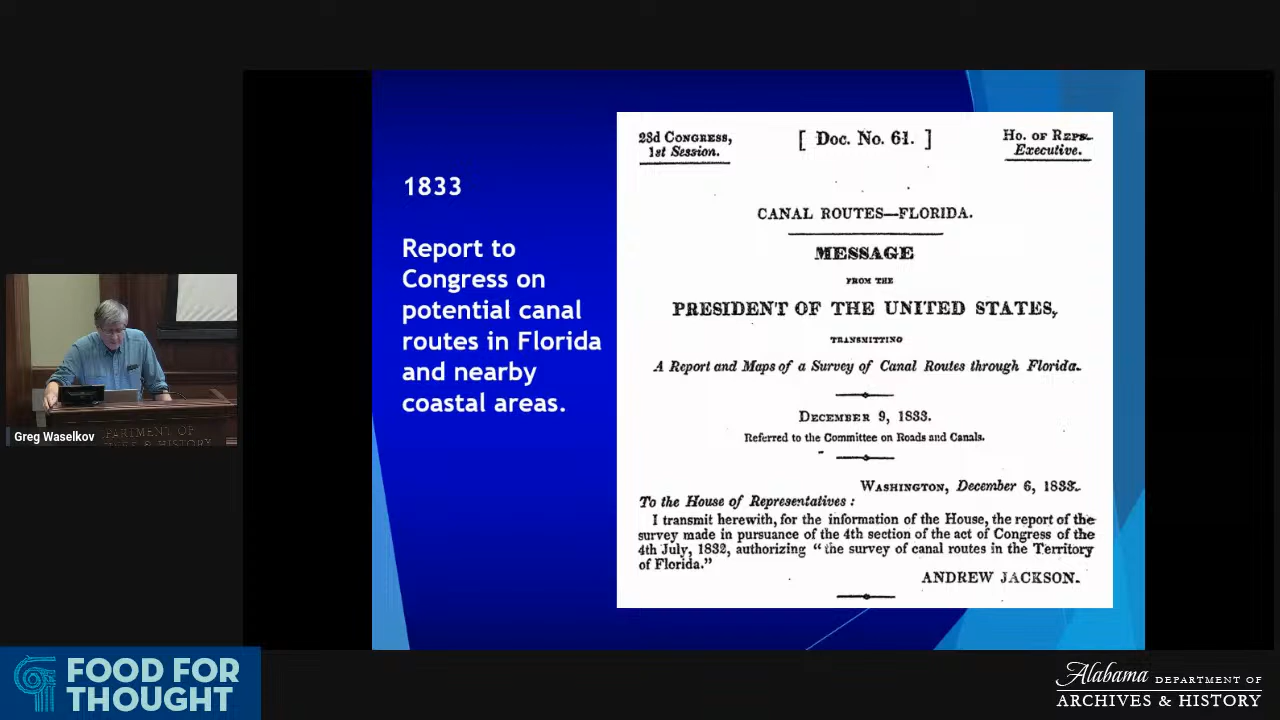 1833
Report to
Congress on
potential canal
routes in Florida
and nearby
coastal areas.
23d CONGRESS,
1st Session.
[ Doc. No. 61. ]
Ho. OF REPS.
Executive.
CANAL ROUTES—FLORIDA.
MESSAGE
FROM THE
PRESIDENT OF THE UNITED STATES,
TRANSMITTING
A Report and Maps of a Survey of Canal Routes through Florida.
DECEMBER 9, 1833.
Referred to the Committee on Roads and Canals.
WASHINGTON, December 6, 1833.
To the House of Representatives :
I transmit herewith, for the information of the House, the report of the
survey made in pursuance of the 4th section of the act of Congress of the
4th July, 1832, authorizing “the survey of canal routes in the Territory
of Florida.”
ANDREW JACKSON.
Greg Waselkov
PARTMENT OF
& HISTORY
FOOD FOR
THOUGHT
Alabama DEPARTMENT OF
ARCHIVES & HISTORY